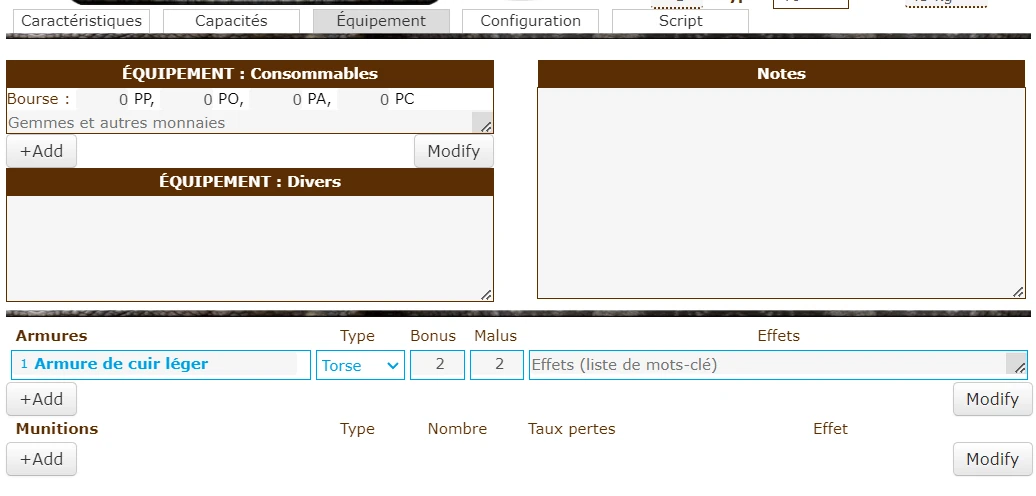 Caractéristiques Capacités Équipement Configuration Script
ÉQUIPEMENT : Consommables
Bourse : 0 PP, 0 PO, 0 PA, 0 PC
Gemmes et autres monnaies
+Add Modify
ÉQUIPEMENT : Divers
Notes
Armures Type Bonus Malus Effets
1 Armure de cuir léger Torse 2 2 Effets (liste de mots-clé)
+Add Modify
Munitions Type Nombre Taux pertes Effet
+Add Modify